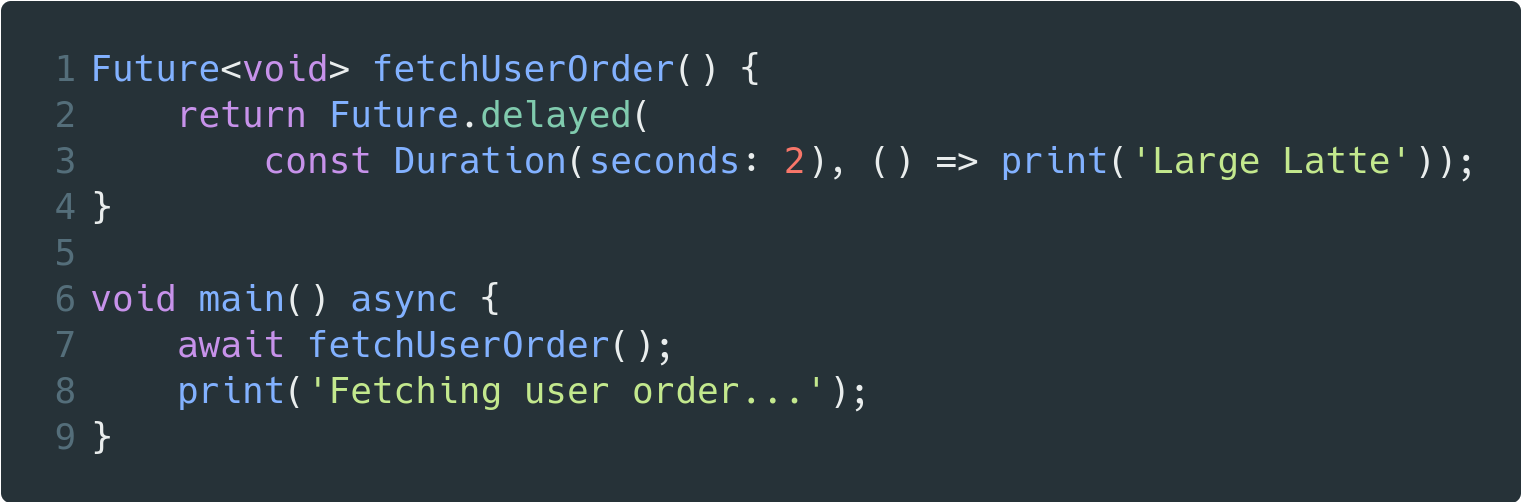 1 Future<void> fetchUserOrder() {
2     return Future.delayed(
3         const Duration(seconds: 2), () => print('Large Latte'));
4 }
5
6 void main() async {
7     await fetchUserOrder();
8     print('Fetching user order...');
9 }